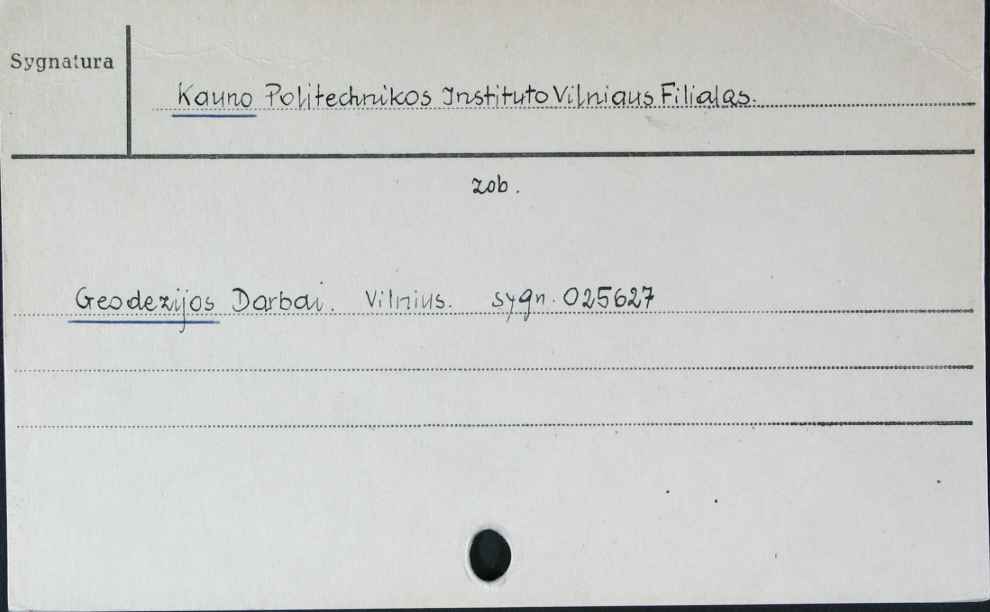 Sygnatura
Kauno Politechnikos Instituto Vilniaus Filialas.
zob.
Geodezijos Darbai. Vilnius. sygn. 025627